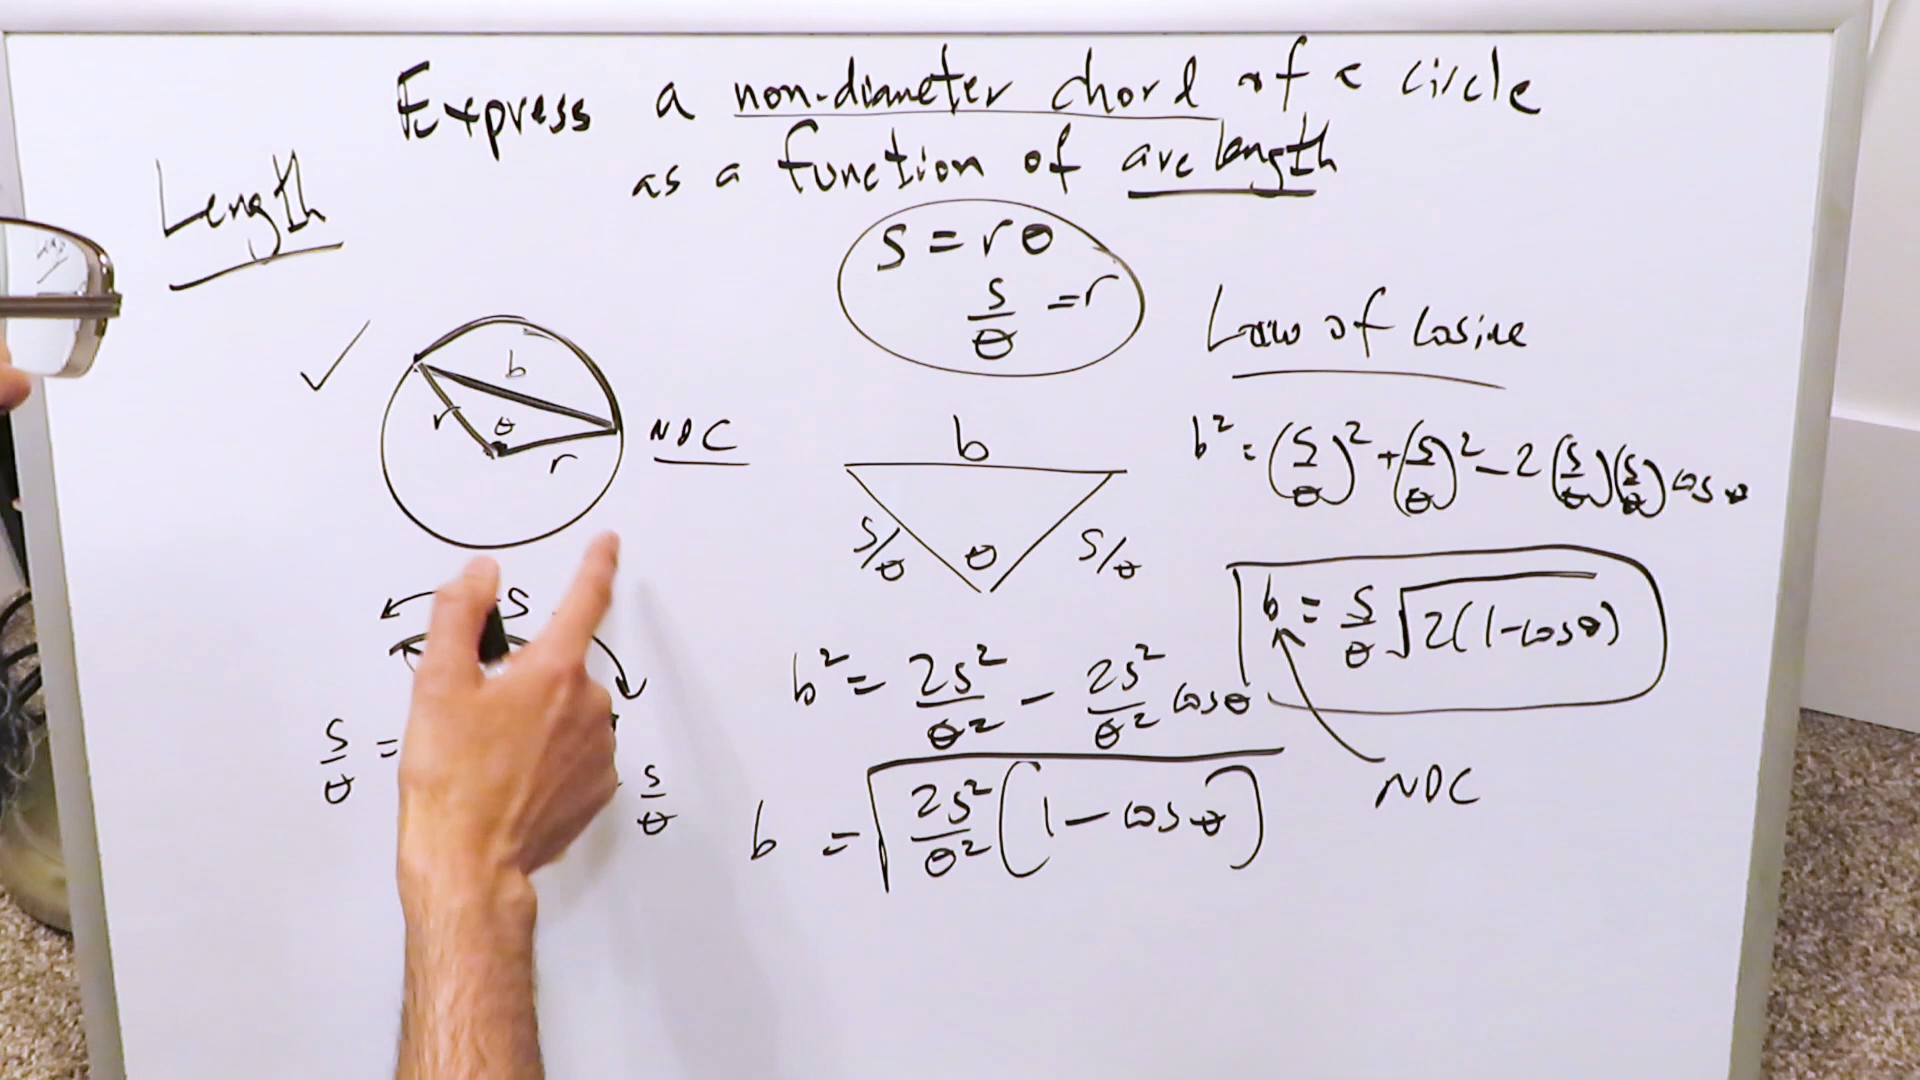 Express a non-diameter chord of a circle
as a function of arc length
Length
s = rθ
s/θ = r
Law of Cosine
b
r
θ
r
NDC
b
s/θ
θ
s/θ
b² = (s/θ)² + (s/θ)² - 2(s/θ)(s/θ) cos θ
b = s/θ √2(1-cosθ)
NDC
s
s/θ =
s/θ
b² = 2s²/θ² - 2s²/θ² cosθ
b = √2s²/θ² (1 - cosθ)